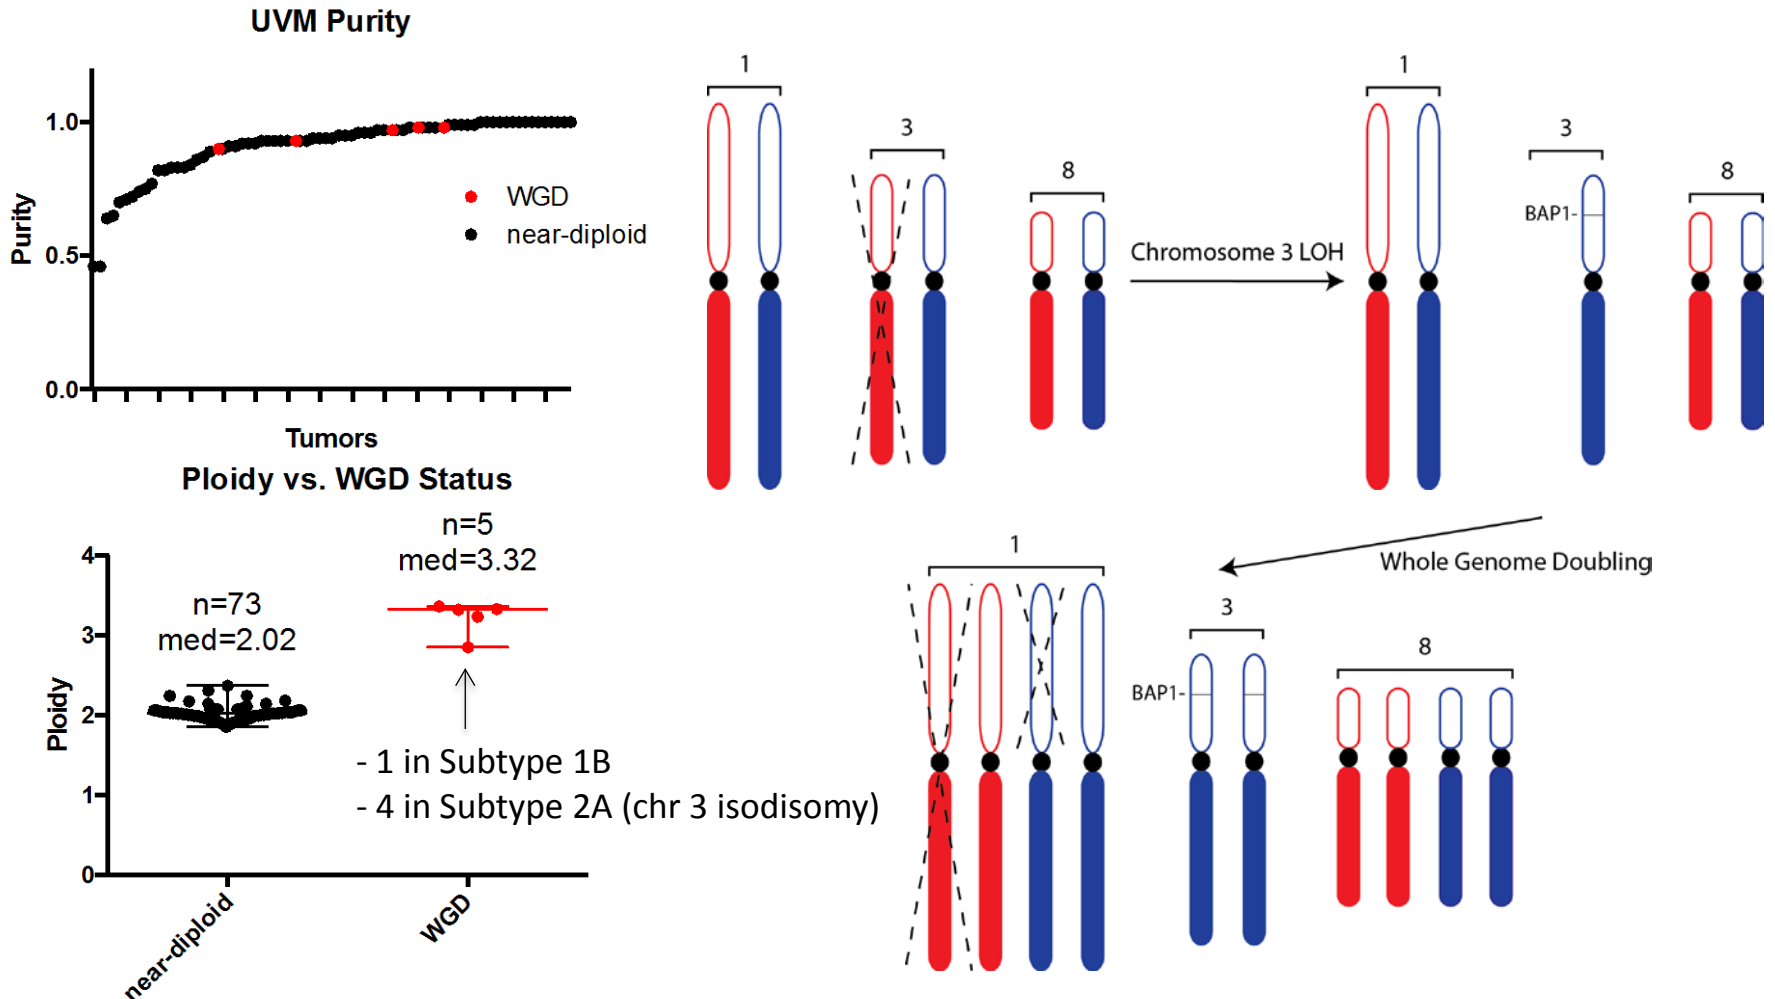 UVM Purity
1.0
0.5
0.0
Purity
Tumors
WGD
near-diploid
Ploidy vs. WGD Status
n=5
med=3.32
n=73
med=2.02
4
3
2
1
0
Ploidy
near-diploid
WGD
- 1 in Subtype 1B
- 4 in Subtype 2A (chr 3 isodisomy)
1
3
8
Chromosome 3 LOH
1
3
8
BAP1-
Whole Genome Doubling
1
3
8
BAP1-